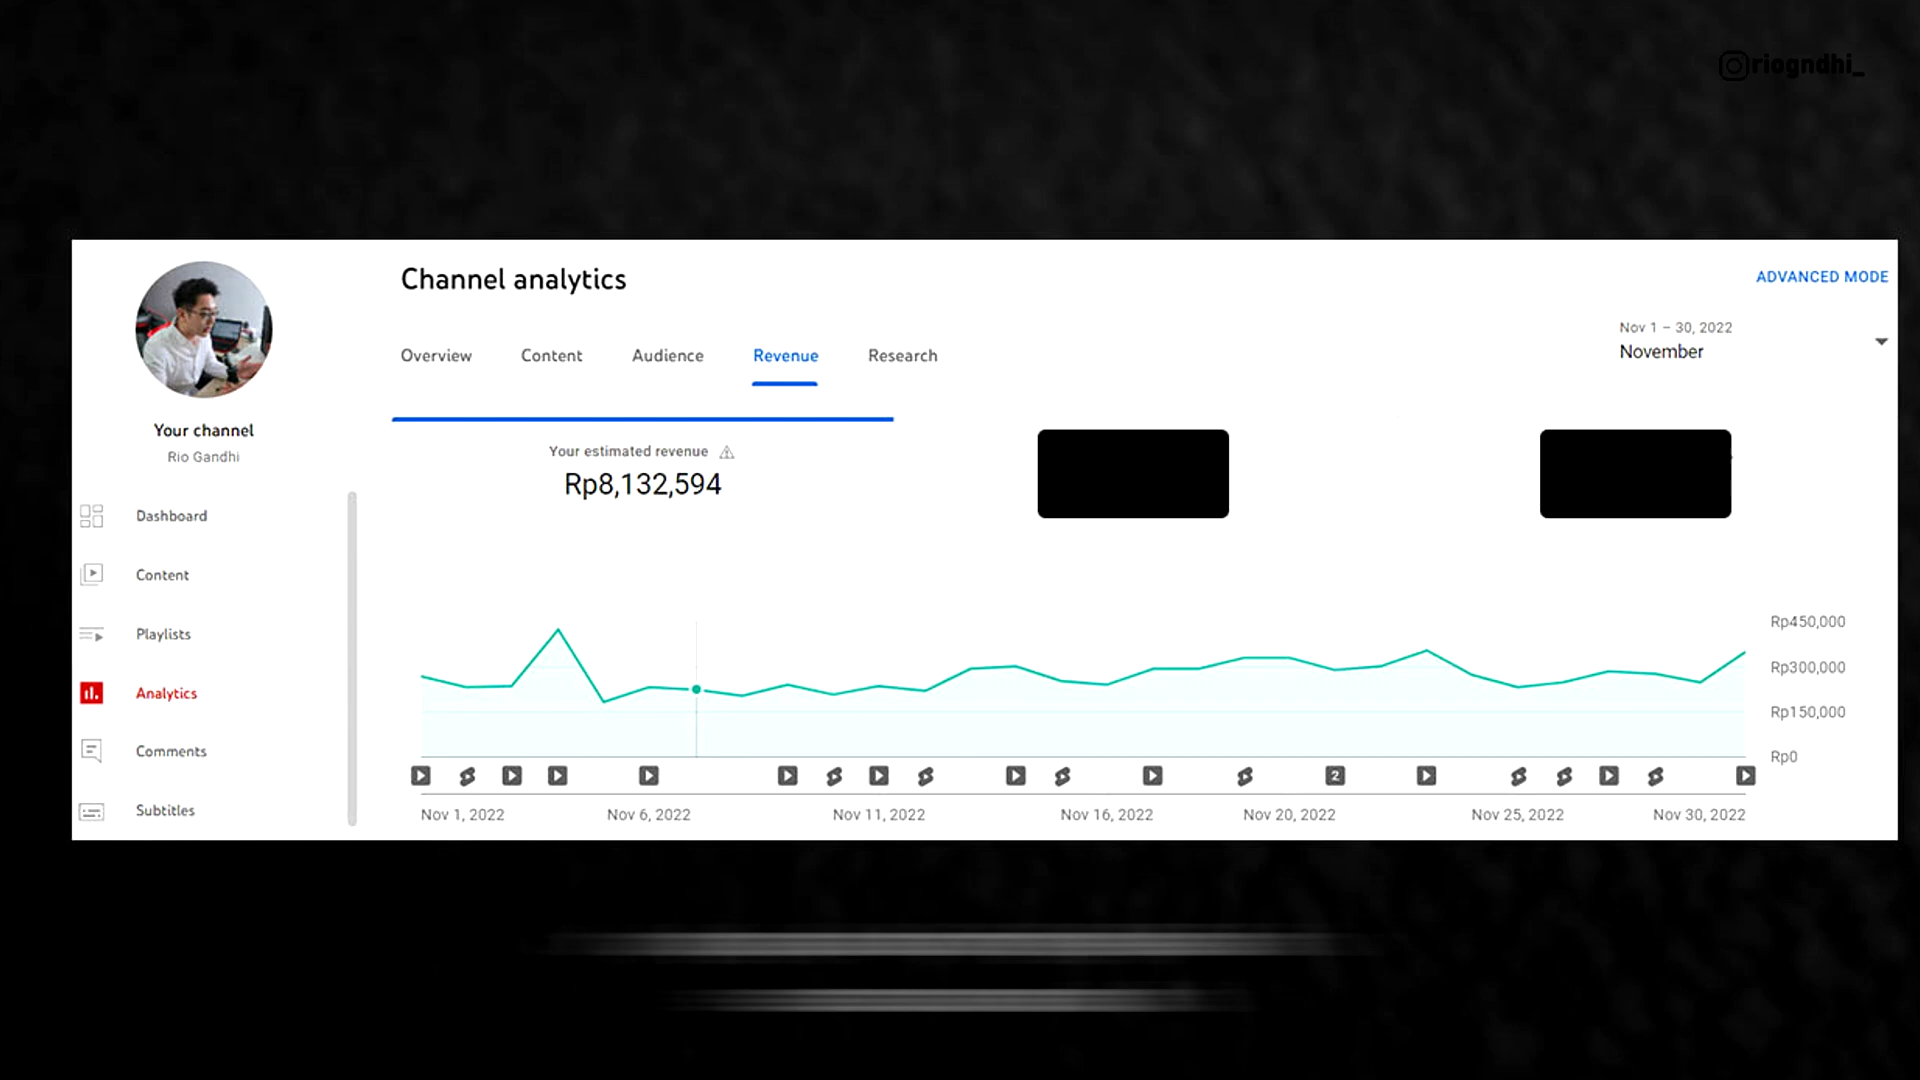 riogndhi_
Channel analytics
ADVANCED MODE
Nov 1 – 30, 2022
November
Overview Content Audience Revenue Research
Your channel
Rio Gandhi
Your estimated revenue
Rp8,132,594
Dashboard
Content
Playlists
Analytics
Comments
Subtitles
Rp450,000
Rp300,000
Rp150,000
Rp0
2
Nov 1, 2022 Nov 6, 2022 Nov 11, 2022 Nov 16, 2022 Nov 20, 2022 Nov 25, 2022 Nov 30, 2022